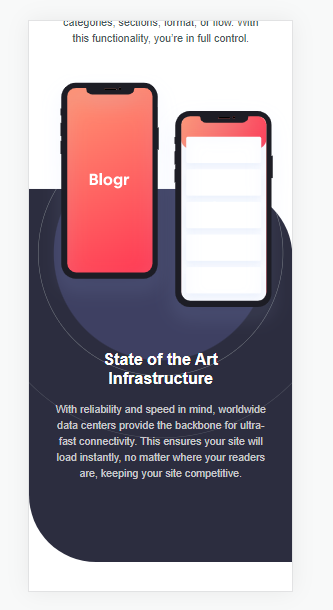 categories, sections, format, or flow. With
this functionality, you're in full control.
Blogr
State of the Art
Infrastructure
With reliability and speed in mind, worldwide
data centers provide the backbone for ultra-
fast connectivity. This ensures your site will
load instantly, no matter where your readers
are, keeping your site competitive.